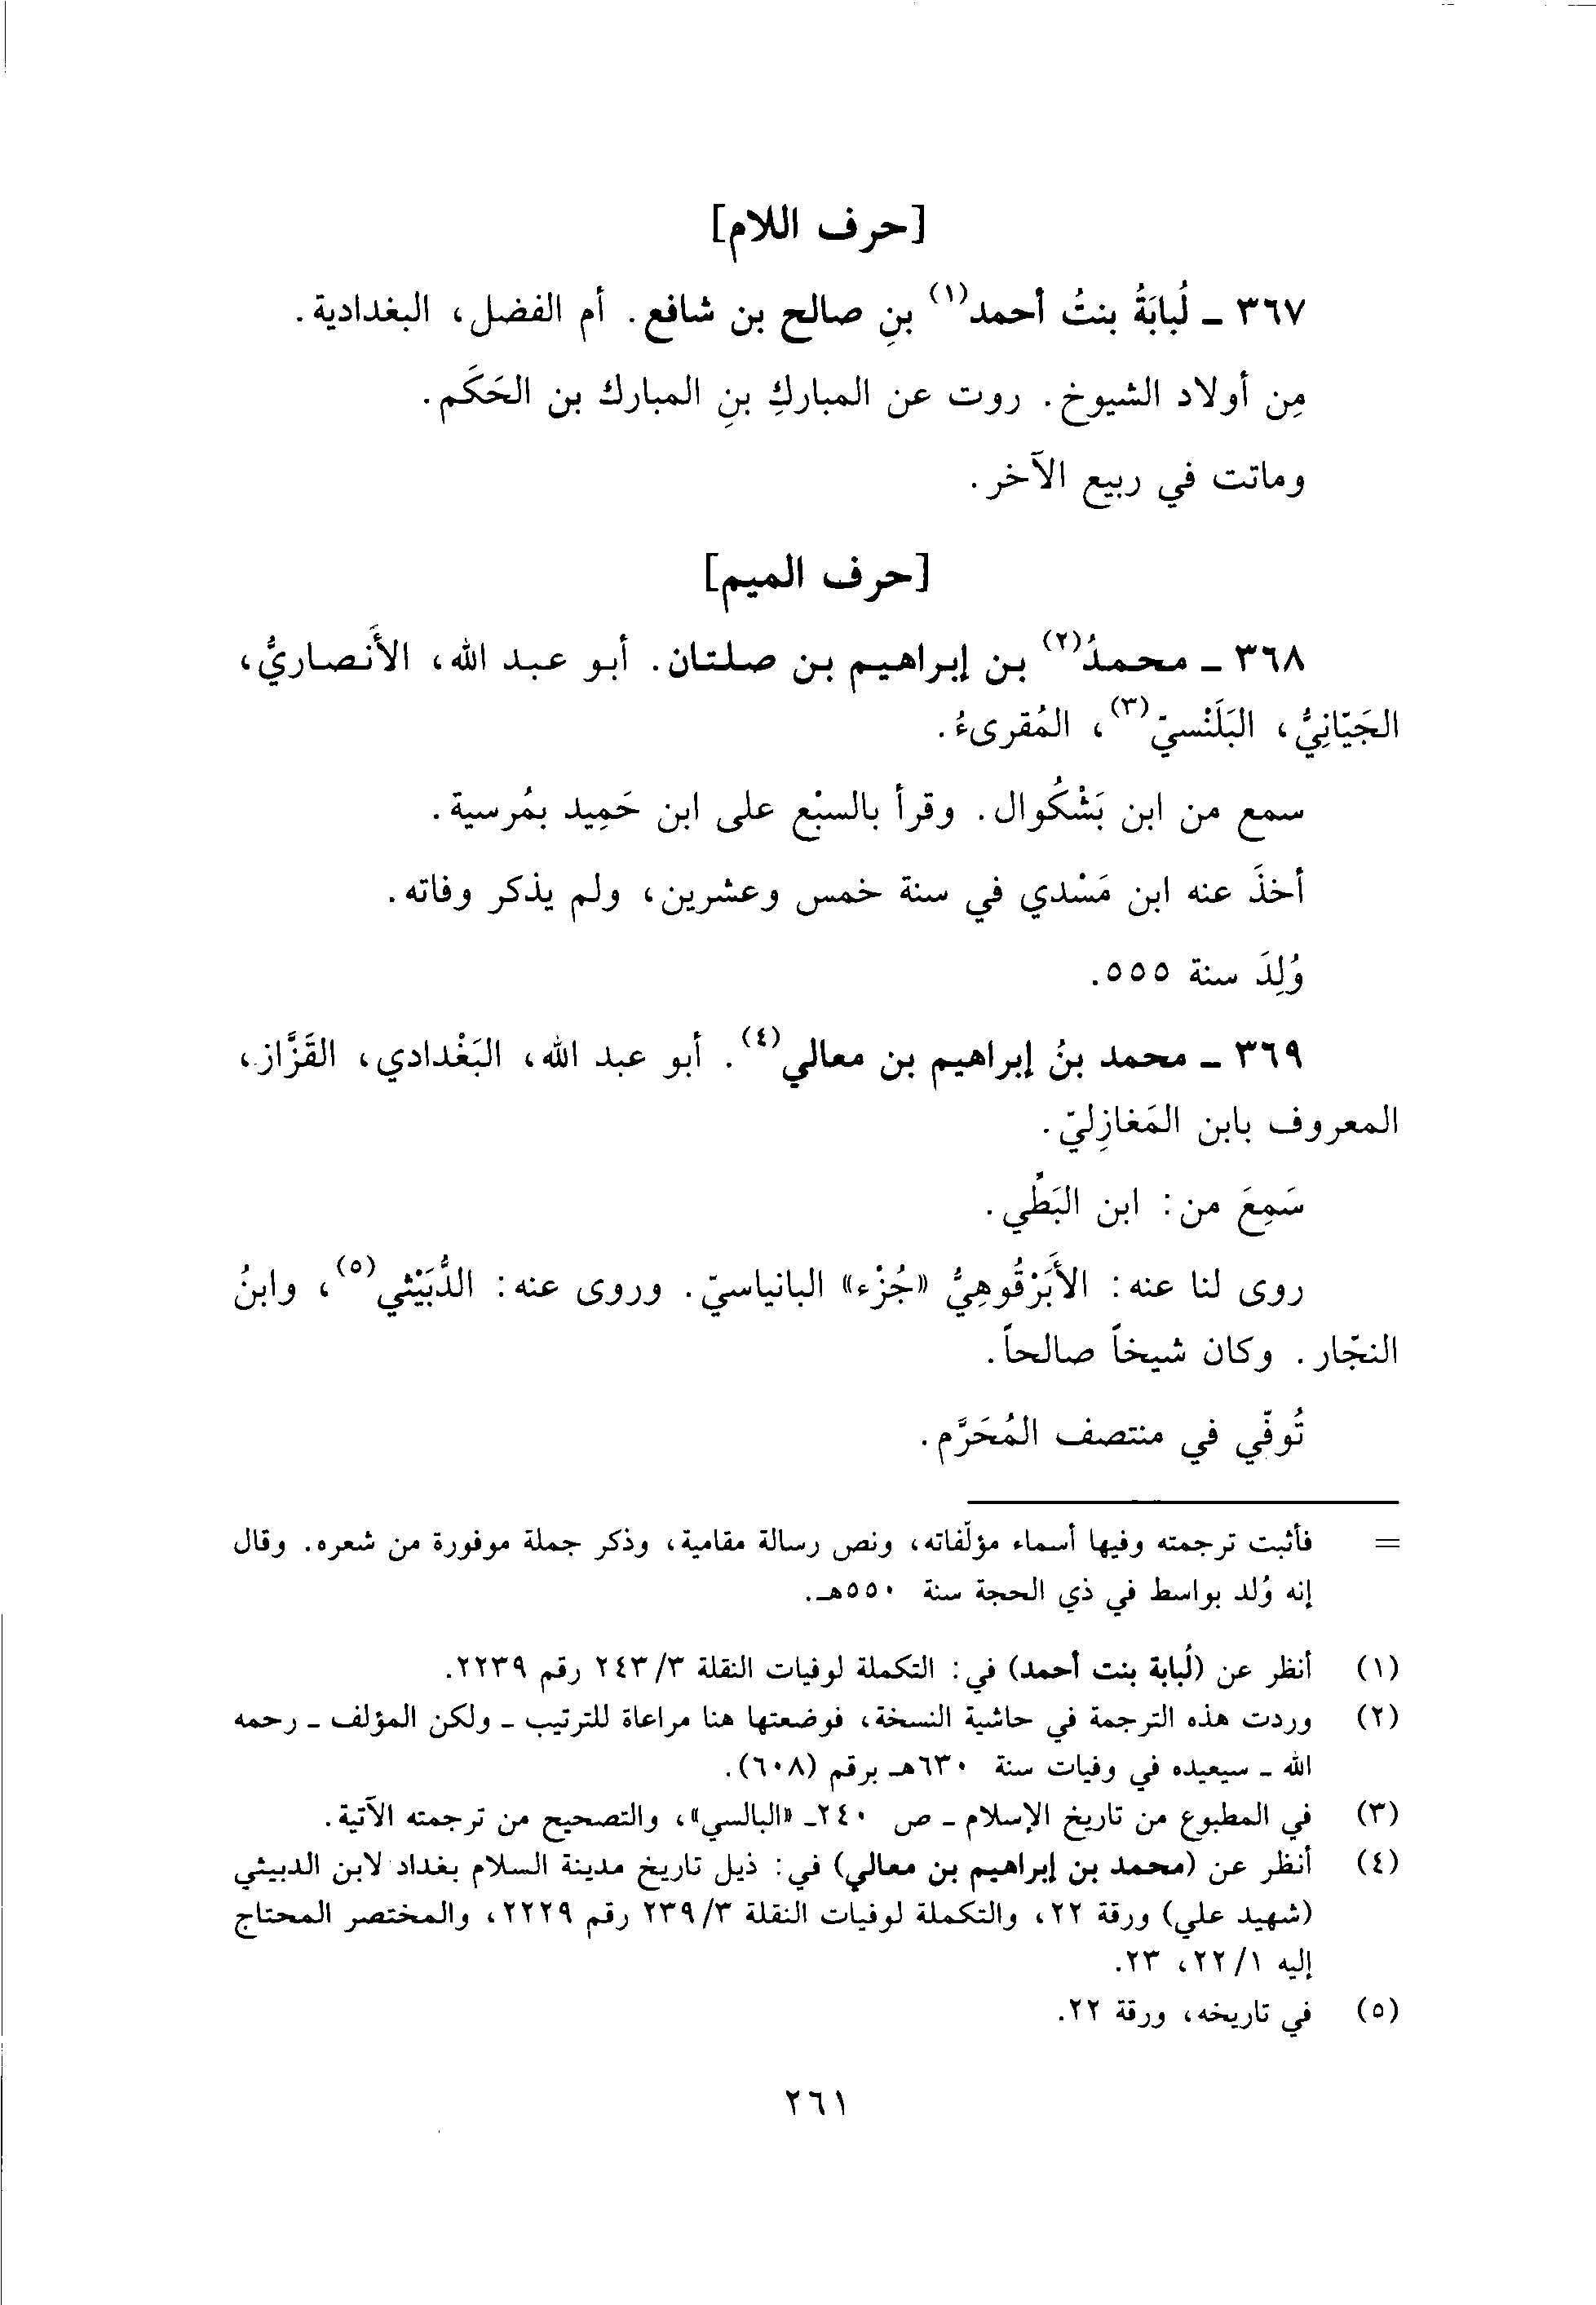 [حرف اللام]
٣٦٧ ـ لُبابَةُ بنتُ أحمد(١) بنِ صالح بن شافع. أم الفضل، البغدادية.
مِن أولاد الشيوخ. روت عن المباركِ بنِ المبارك بن الحَكَم.
وماتت في ربيع الآخر.
[حرف الميم]
٣٦٨ ـ محمدُ(٢) بن إبراهيم بن صلتان. أبو عبد الله، الأَنصاريُّ،
الجَيّانِيُّ، البَلَنْسيّ(٣)، المُقرىءُ.
سمع من ابن بَشْكُوال. وقرأ بالسبْع على ابن حَمِيد بمُرسية.
أخذَ عنه ابن مَسْدي في سنة خمس وعشرين، ولم يذكر وفاته.
وُلِدَ سنة ٥٥٥.
٣٦٩ ـ محمد بنُ إبراهيم بن معالي(٤). أبو عبد الله، البَغْدادي، القَزَّاز،
المعروف بابن المَغازِليّ.
سَمِعَ من: ابن البَطِّي.
روى لنا عنه: الأَبَرْقُوهِيُّ «جُزْء» البانياسيّ. وروى عنه: الدُّبَيْثي(٥)، وابنُ
النجّار. وكان شيخاً صالحاً.
تُوفّي في منتصف المُحَرَّم.
= فأثبت ترجمته وفيها أسماء مؤلّفاته، ونص رسالة مقامية، وذكر جملة موفورة من شعره. وقال
إنه وُلد بواسط في ذي الحجة سنة ٥٥٠هـ.
(١) أنظر عن (لُبابة بنت أحمد) في: التكملة لوفيات النقلة ٣/ ٢٤٣ رقم ٢٢٣٩.
(٢) وردت هذه الترجمة في حاشية النسخة، فوضعتها هنا مراعاة للترتيب ـ ولكن المؤلف ـ رحمه
الله ـ سيعيده في وفيات سنة ٦٣٠هـ برقم (٦٠٨).
(٣) في المطبوع من تاريخ الإسلام ـ ص ٢٤٠ـ «البالسي»، والتصحيح من ترجمته الآتية.
(٤) أنظر عن (محمد بن إبراهيم بن معالي) في: ذيل تاريخ مدينة السلام بغداد لابن الدبيثي
(شهيد علي) ورقة ٢٢، والتكملة لوفيات النقلة ٣/ ٢٣٩ رقم ٢٢٢٩، والمختصر المحتاج
إليه ١/ ٢٢، ٢٣.
(٥) في تاريخه، ورقة ٢٢.
٢٦١